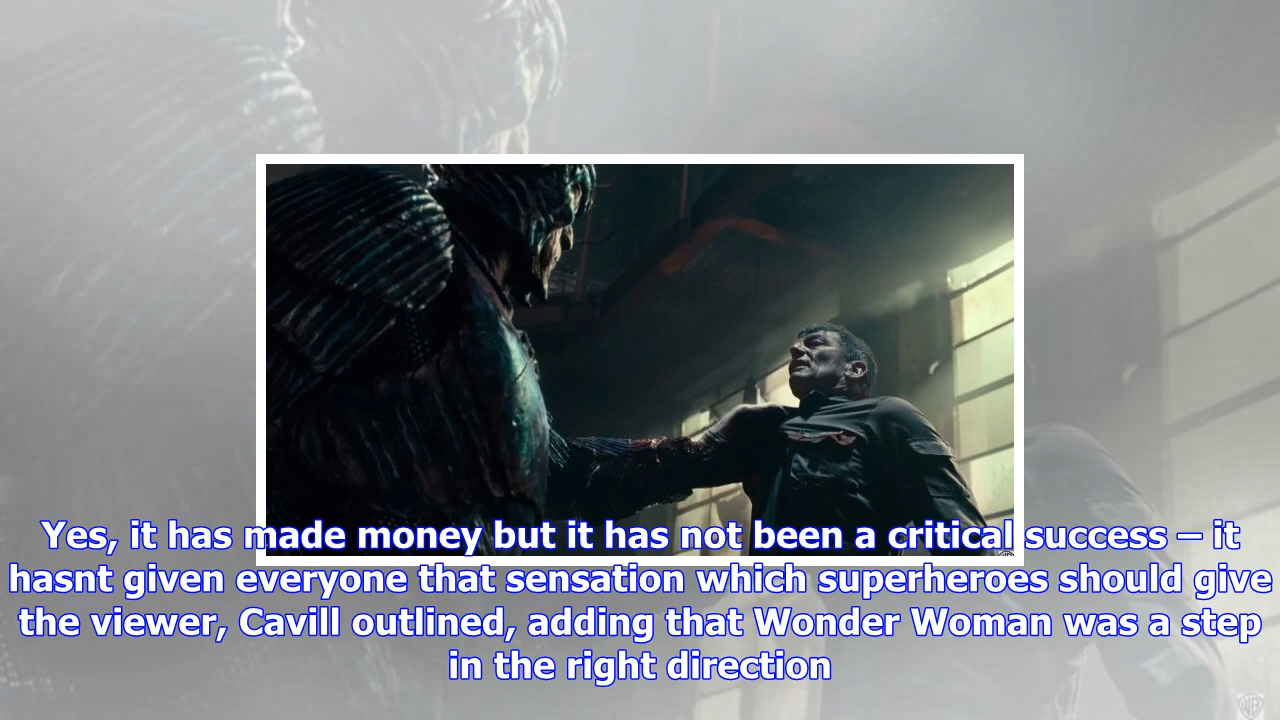 Yes, it has made money but it has not been a critical success – it
hasnt given everyone that sensation which superheroes should give
the viewer, Cavill outlined, adding that Wonder Woman was a step
in the right direction